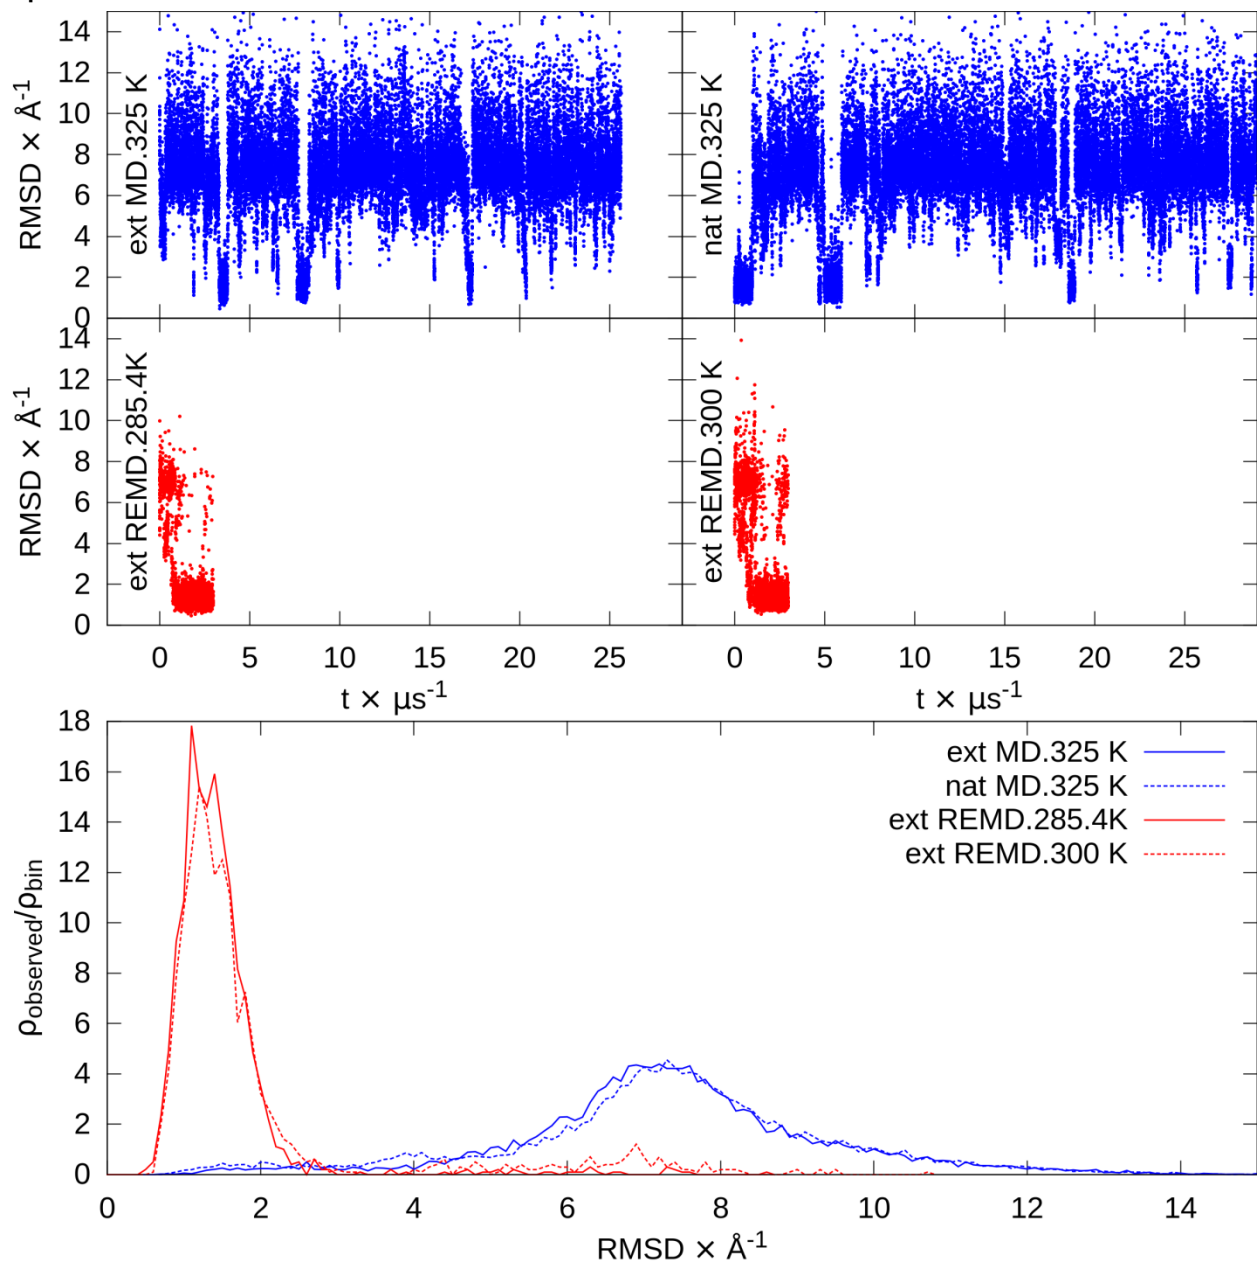 14
12
10
8
6
4
2
0
RMSD × Å⁻¹
ext MD.325 K
nat MD.325 K
14
12
10
8
6
4
2
0
RMSD × Å⁻¹
ext REMD.285.4K
ext REMD.300 K
0 5 10 15 20 25 0 5 10 15 20 25
t × µs⁻¹ t × µs⁻¹
18
16
14
12
10
8
6
4
2
0
ρobserved/ρbin
ext MD.325 K
nat MD.325 K
ext REMD.285.4K
ext REMD.300 K
0 2 4 6 8 10 12 14
RMSD × Å⁻¹